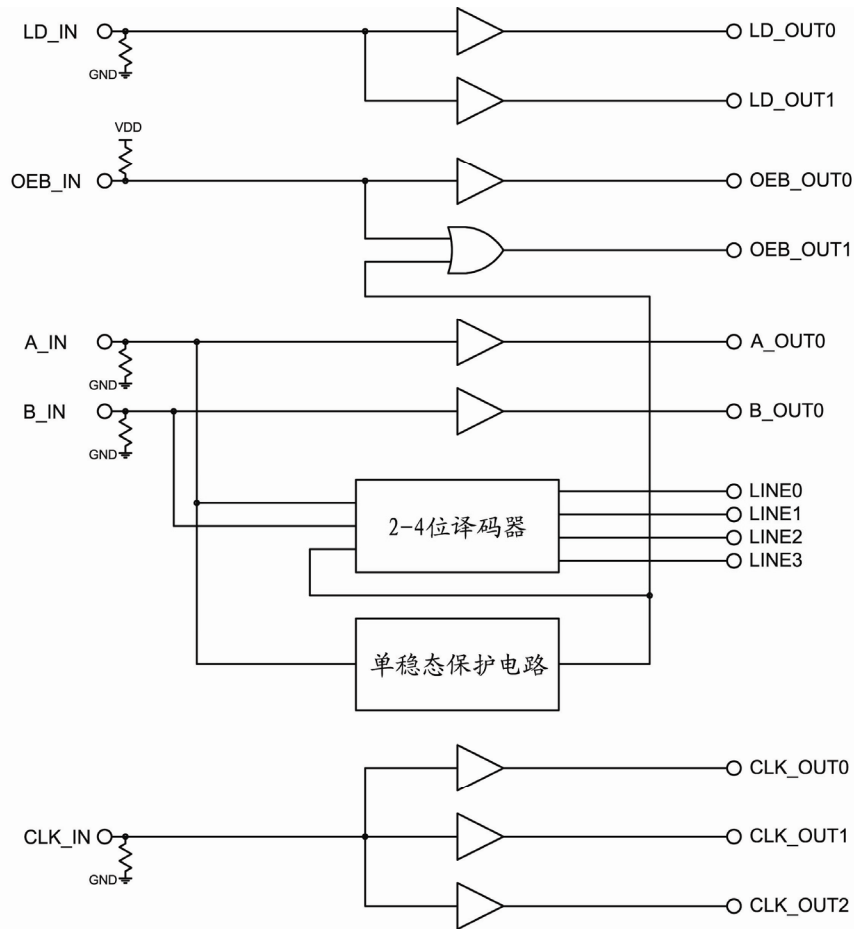 LD_IN
LD_OUT0
GND
LD_OUT1
VDD
OEB_IN
OEB_OUT0
OEB_OUT1
A_IN
A_OUT0
GND
B_IN
B_OUT0
GND
LINE0
2-4位译码器
LINE1
LINE2
LINE3
单稳态保护电路
CLK_OUT0
CLK_IN
CLK_OUT1
GND
CLK_OUT2